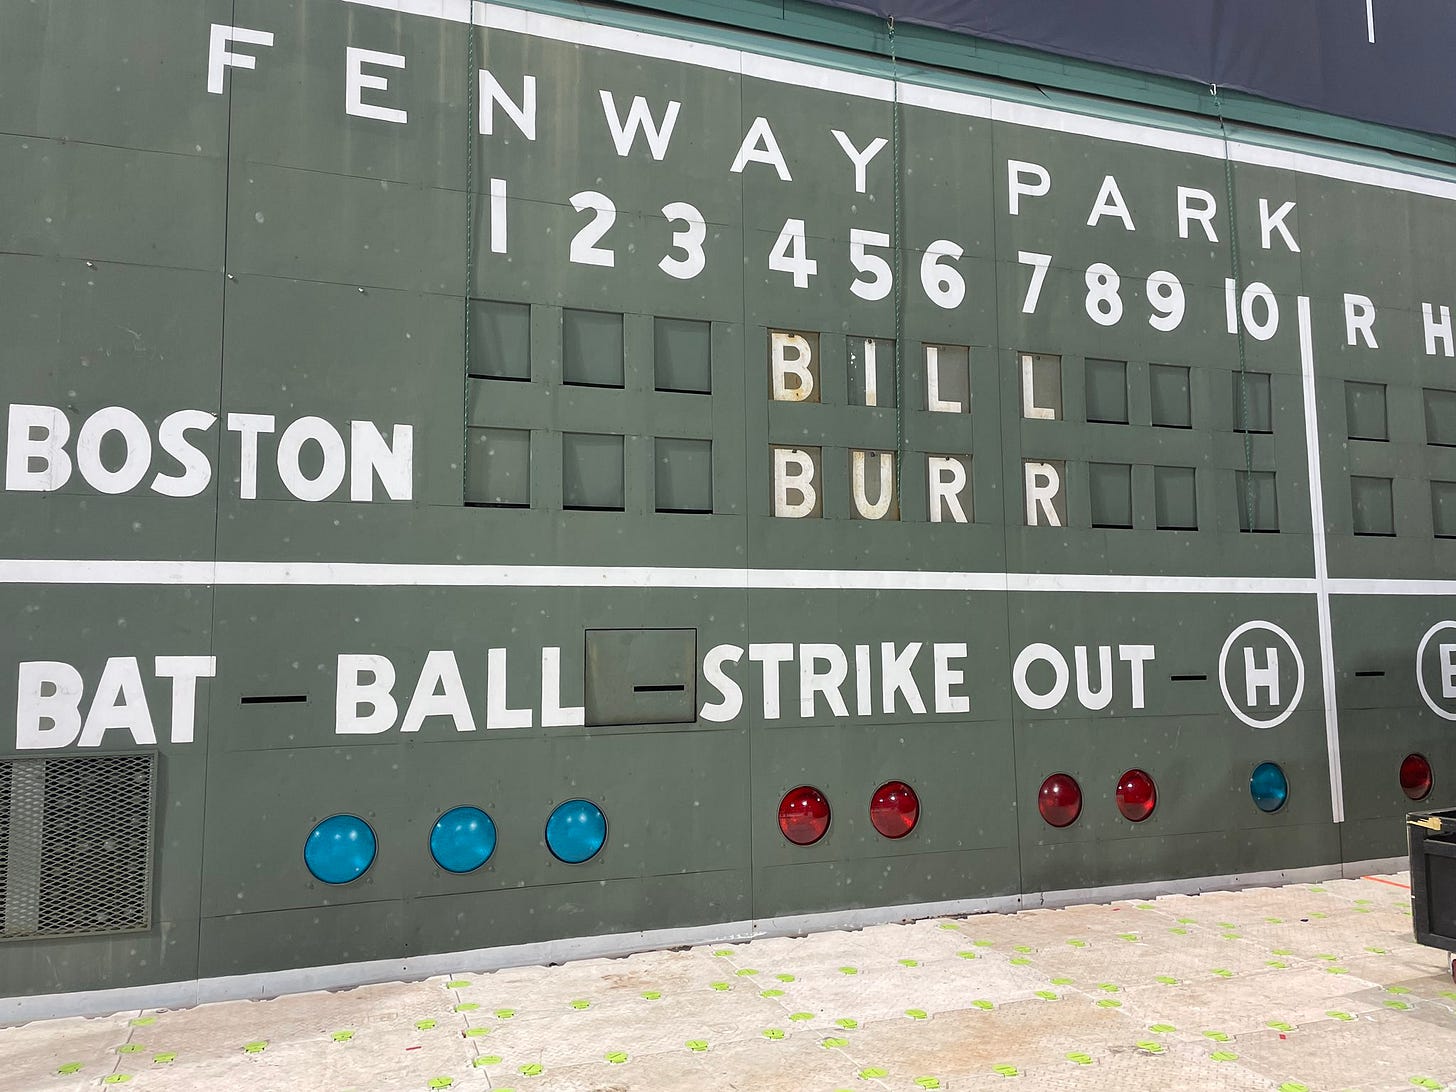 FENWAY PARK
1 2 3 4 5 6 7 8 9 10 R H
BILL
BOSTON BURR
BAT BALL STRIKE OUT H E